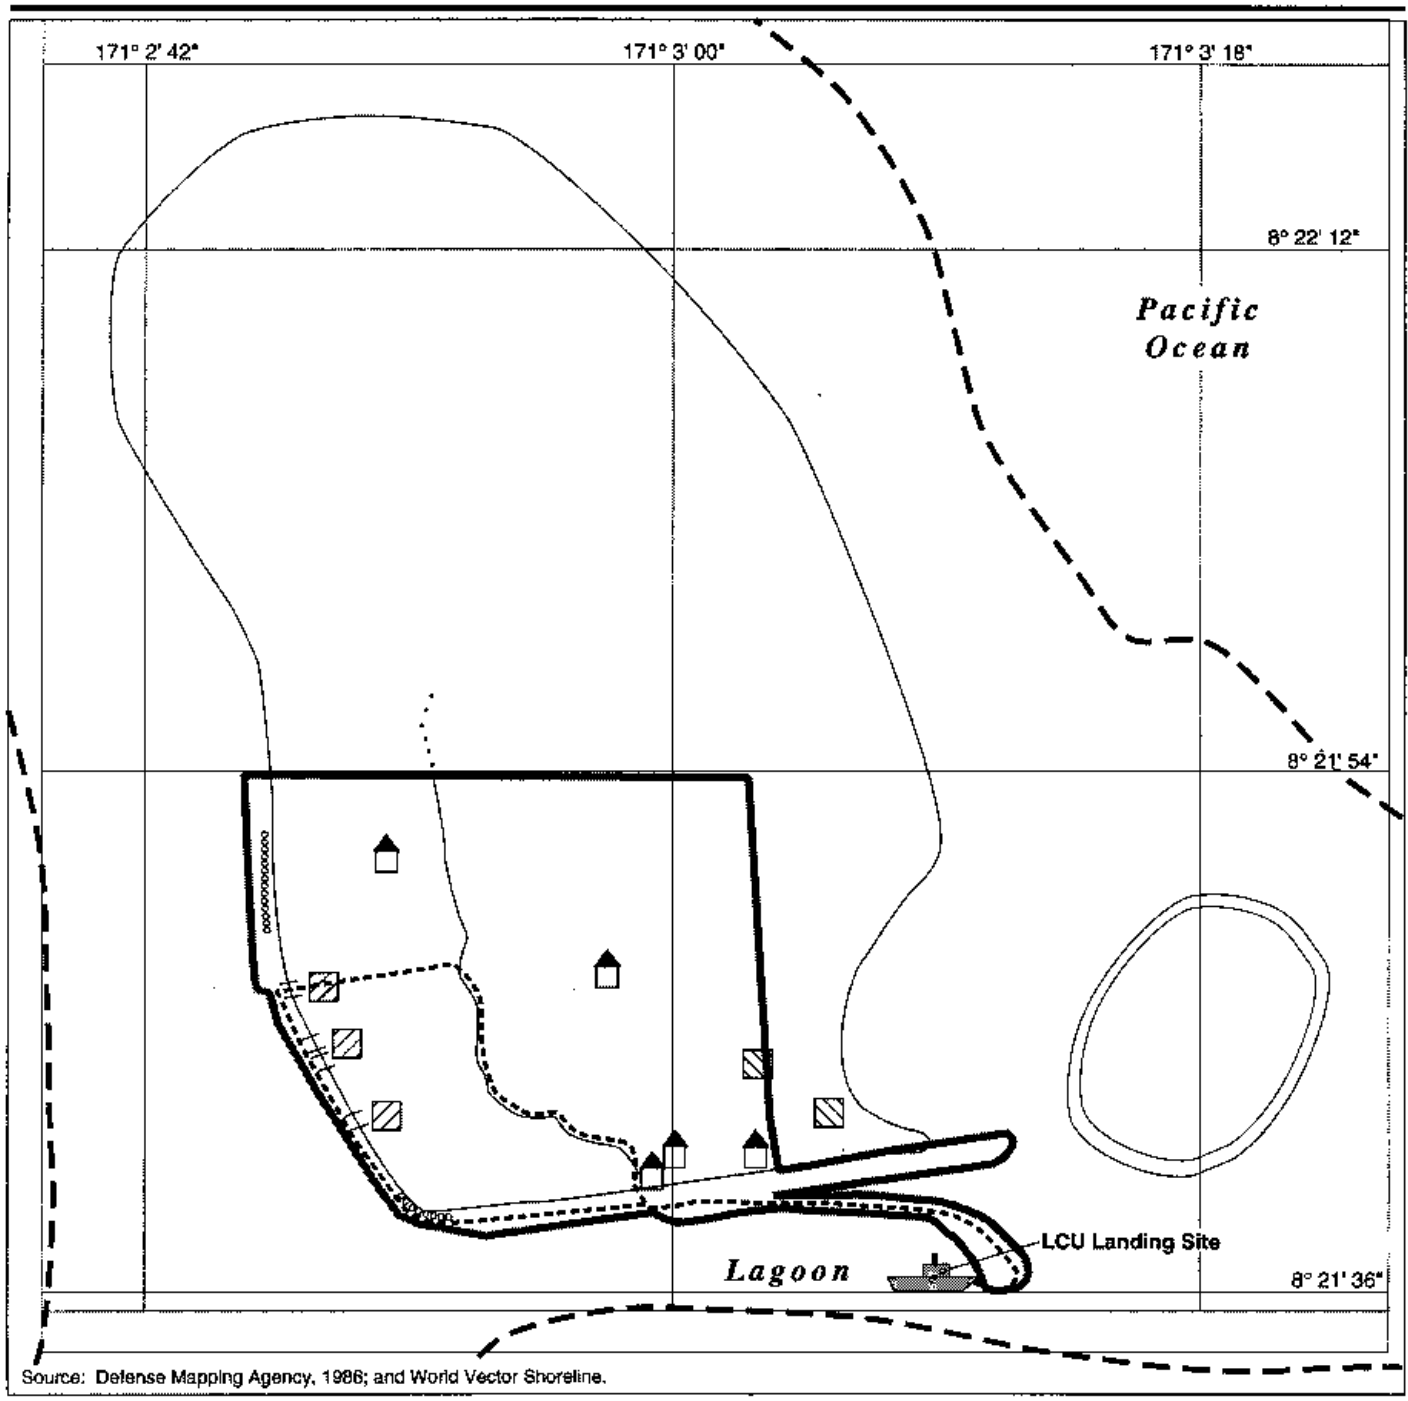 171° 2' 42"
171° 3' 00"
171° 3' 18"
8° 22' 12"
Pacific
Ocean
8° 21' 54"
LCU Landing Site
Lagoon
8° 21' 36"
Source: Defense Mapping Agency, 1986; and World Vector Shoreline.